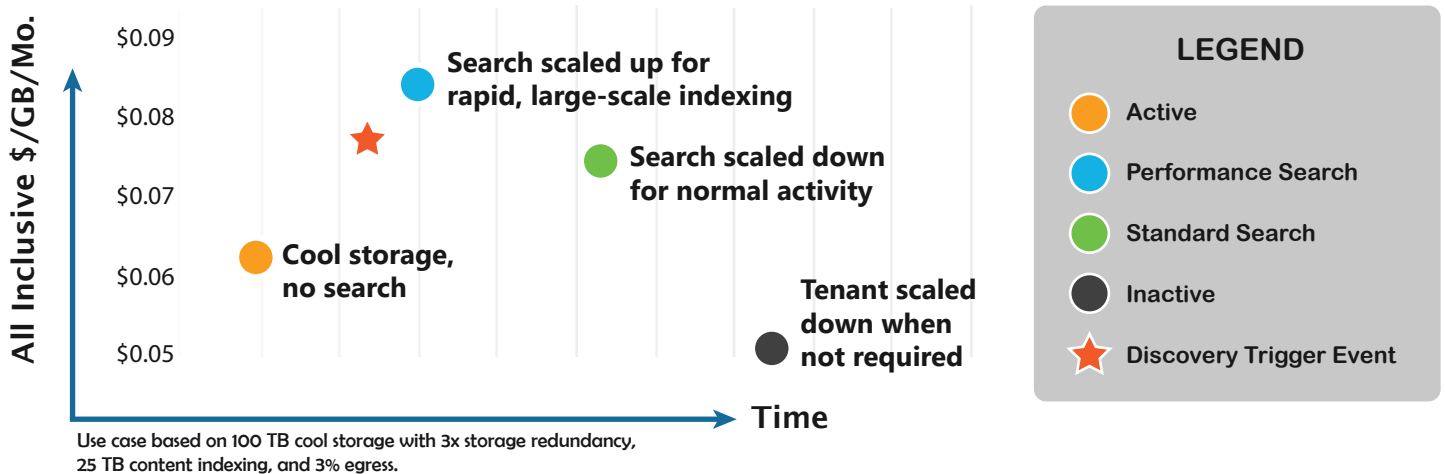 All Inclusive $/GB/Mo.
$0.09
$0.08
$0.07
$0.06
$0.05
Search scaled up for
rapid, large-scale indexing
Search scaled down
for normal activity
Cool storage,
no search
Tenant scaled
down when
not required
Time
Use case based on 100 TB cool storage with 3x storage redundancy,
25 TB content indexing, and 3% egress.
LEGEND
Active
Performance Search
Standard Search
Inactive
Discovery Trigger Event